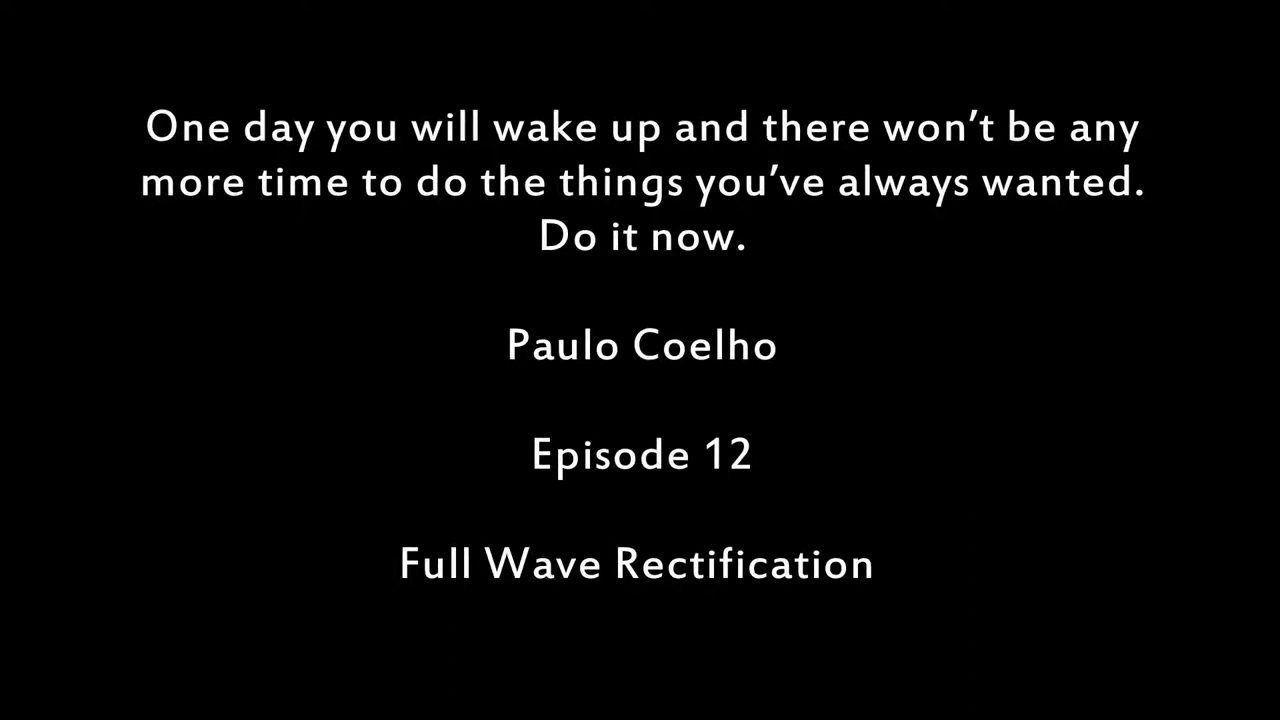 One day you will wake up and there won’t be any
more time to do the things you’ve always wanted.
Do it now.
Paulo Coelho
Episode 12
Full Wave Rectification